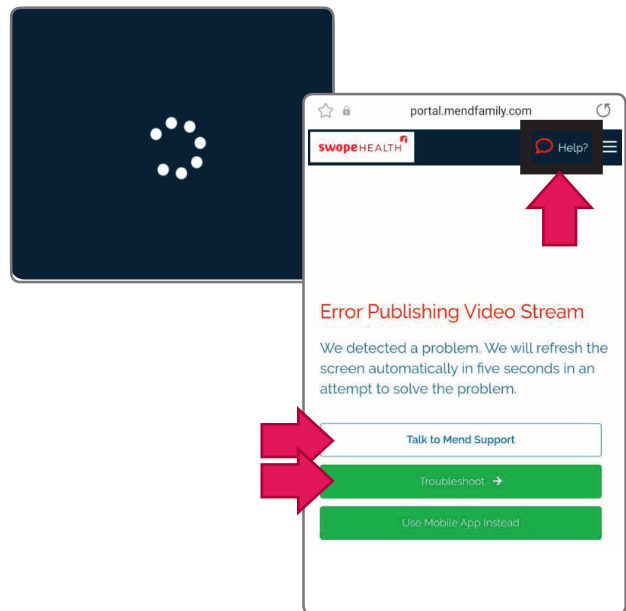 portal.mendfamily.com
swopeHEALTH
Help?
Error Publishing Video Stream
We detected a problem. We will refresh the
screen automatically in five seconds in an
attempt to solve the problem.
Talk to Mend Support
Troubleshoot →
Use Mobile App Instead